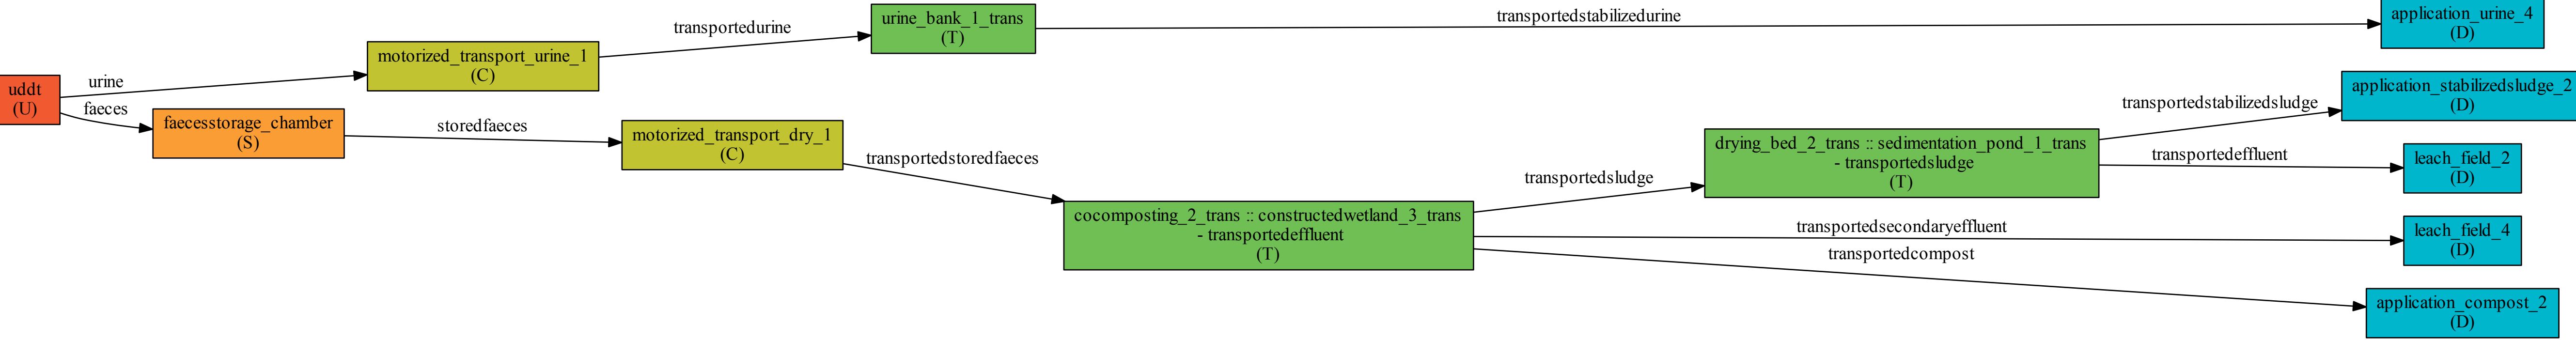 uddt
(U)
urine
faeces
faecesstorage_chamber
(S)
motorized_transport_urine_1
(C)
storedfaeces
motorized_transport_dry_1
(C)
transportedurine
urine_bank_1_trans
(T)
transportedstoredfaeces
cocomposting_2_trans :: constructedwetland_3_trans
- transportedeffluent
(T)
transportedstabilizedurine
transportedsludge
drying_bed_2_trans :: sedimentation_pond_1_trans
- transportedsludge
(T)
transportedsecondaryeffluent
transportedcompost
transportedstabilizedsludge
transportedeffluent
application_urine_4
(D)
application_stabilizedsludge_2
(D)
leach_field_2
(D)
leach_field_4
(D)
application_compost_2
(D)